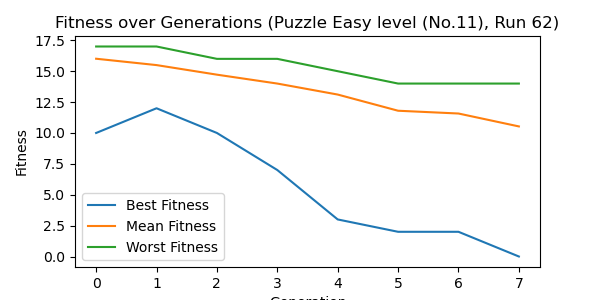 Fitness over Generations (Puzzle Easy level (No.11), Run 62)
17.5
15.0
12.5
10.0
7.5
5.0
2.5
0.0
Fitness
Best Fitness
Mean Fitness
Worst Fitness
0 1 2 3 4 5 6 7
Generation